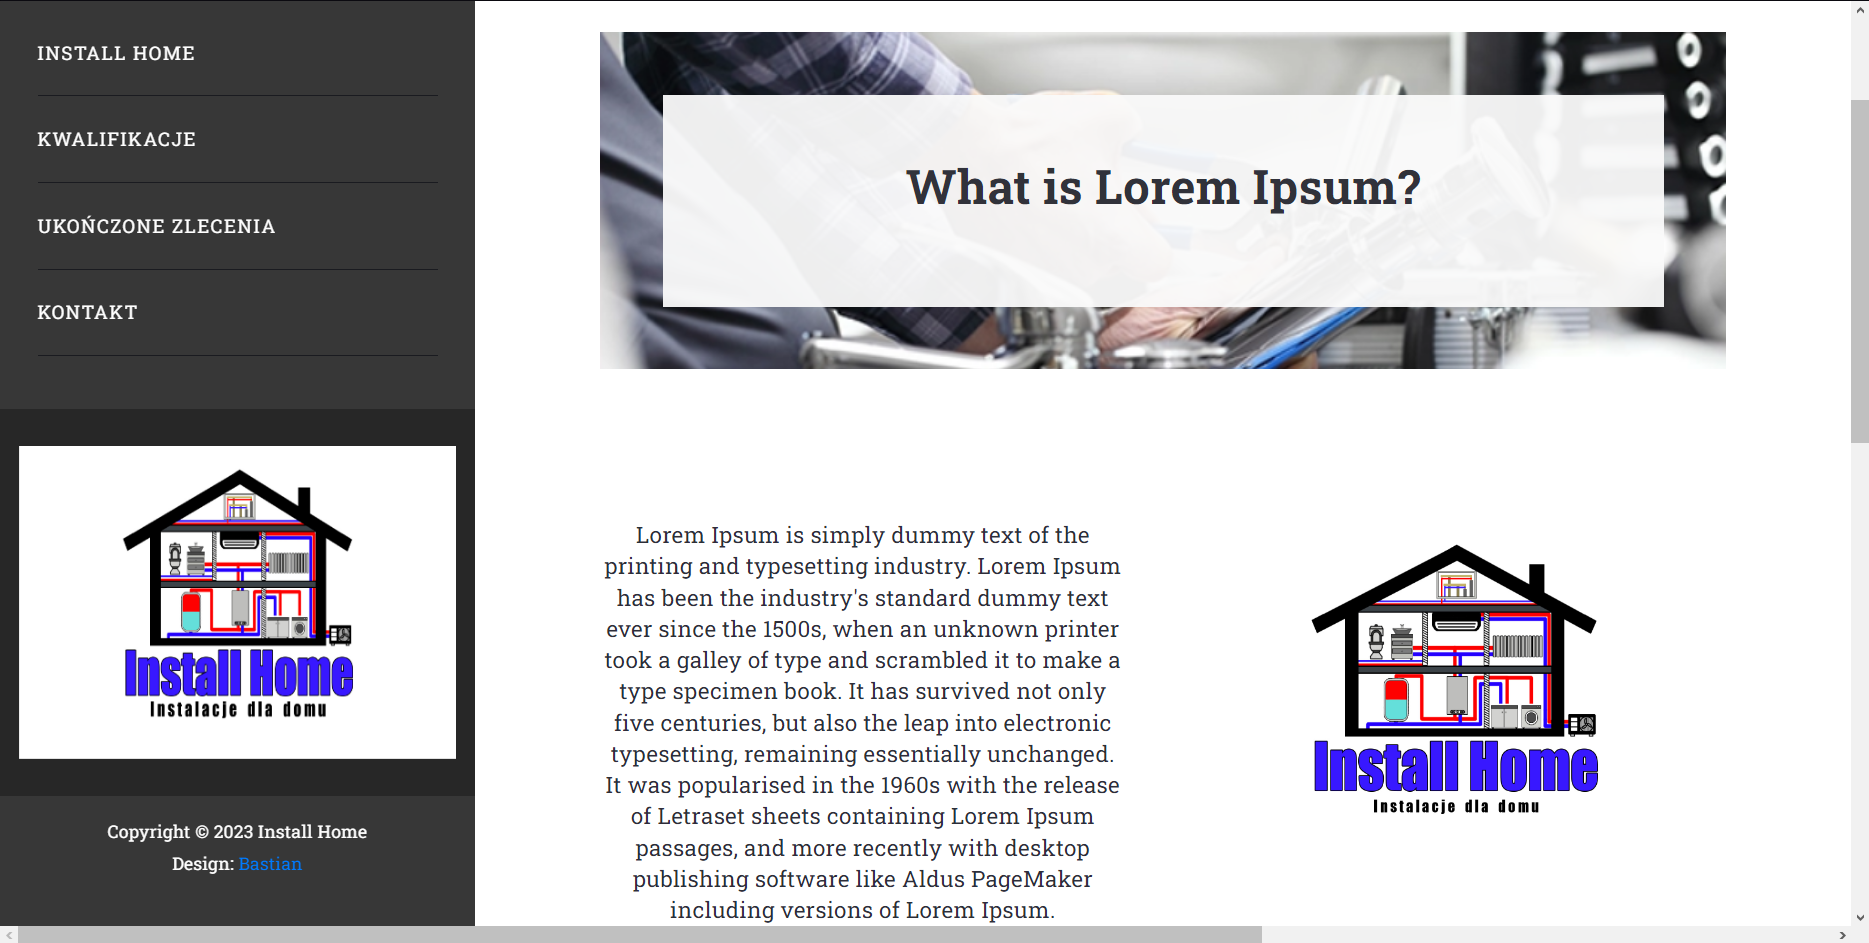 INSTALL HOME
KWALIFIKACJE
UKOŃCZONE ZLECENIA
KONTAKT
Install Home
Instalacje dla domu
Copyright © 2023 Install Home
Design: Bastian
What is Lorem Ipsum?
Lorem Ipsum is simply dummy text of the
printing and typesetting industry. Lorem Ipsum
has been the industry's standard dummy text
ever since the 1500s, when an unknown printer
took a galley of type and scrambled it to make a
type specimen book. It has survived not only
five centuries, but also the leap into electronic
typesetting, remaining essentially unchanged.
It was popularised in the 1960s with the release
of Letraset sheets containing Lorem Ipsum
passages, and more recently with desktop
publishing software like Aldus PageMaker
including versions of Lorem Ipsum.
Install Home
Instalacje dla domu